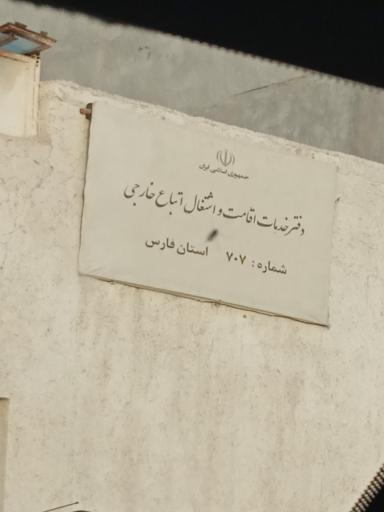 جمهوری اسلامی ایران
دفتر خدمات اقامت و اشتغال اتباع خارجی
شماره : ۷۰۷ استان فارس